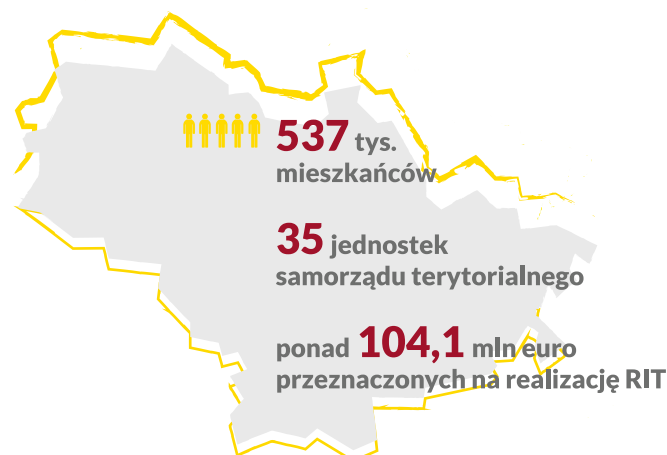 537 tys.
mieszkańców
35 jednostek
samorządu terytorialnego
ponad 104,1 mln euro
przeznaczonych na realizację RIT